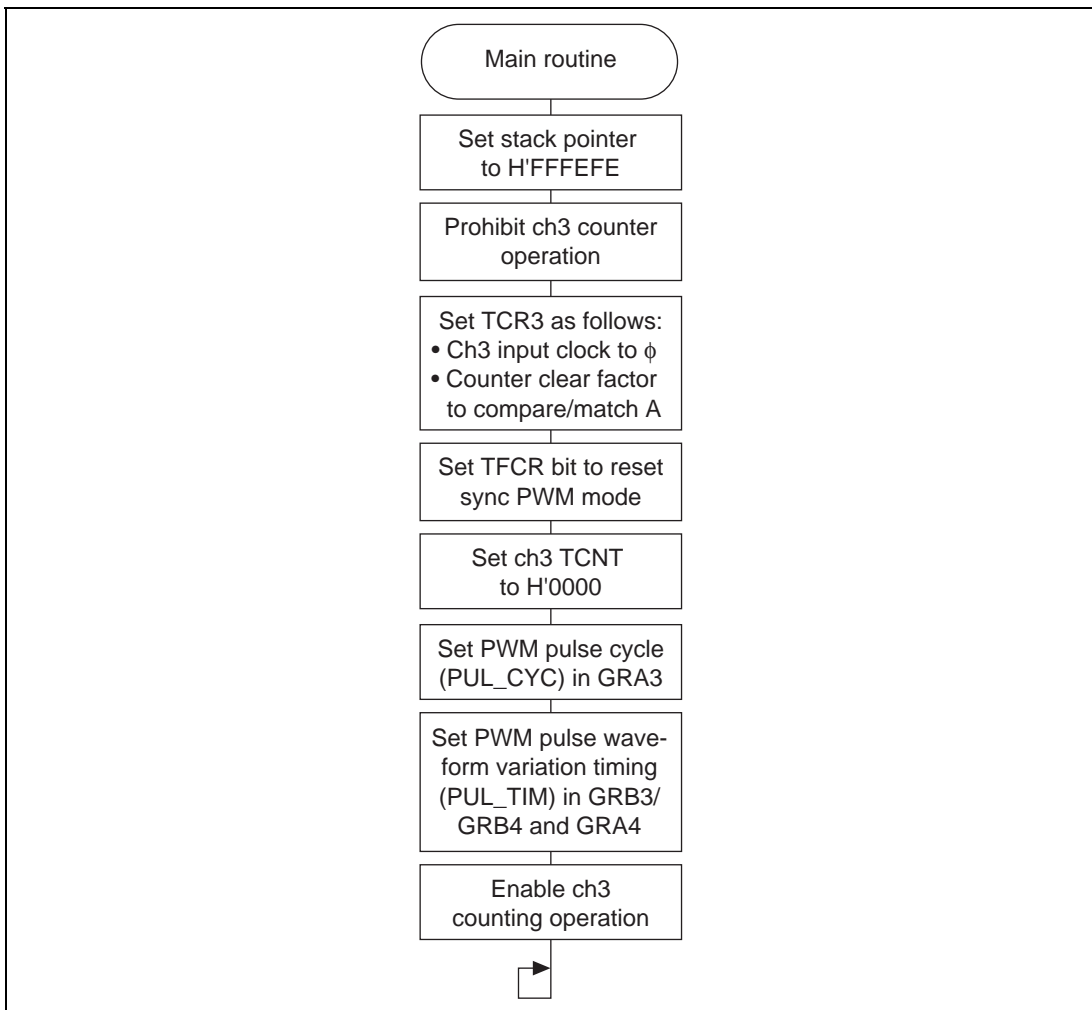 Main routine
Set stack pointer
to H'FFFEFE
Prohibit ch3 counter
operation
Set TCR3 as follows:
• Ch3 input clock to ϕ
• Counter clear factor
to compare/match A
Set TFCR bit to reset
sync PWM mode
Set ch3 TCNT
to H'0000
Set PWM pulse cycle
(PUL_CYC) in GRA3
Set PWM pulse wave-
form variation timing
(PUL_TIM) in GRB3/
GRB4 and GRA4
Enable ch3
counting operation